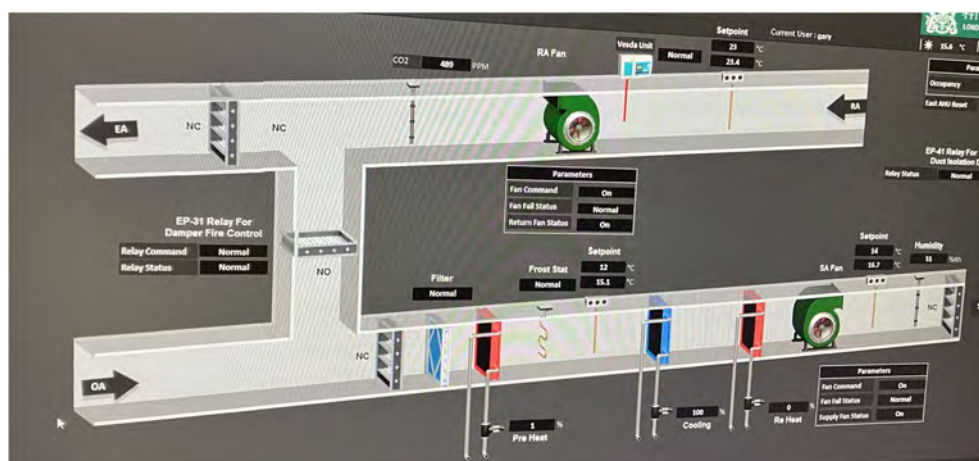 Setpoint
Current User : gary
LOND
CO2 489 PPM
RA Fan
Vesda Unit
Normal
23 °C
23.4 °C
15.6 °C
Occupancy
East AHU Reset
EA
NC
NC
RA
EP-41 Relay For
Duct Isolation D
Relay Status Normal
Parameters
Fan Command On
Fan Fail Status Normal
Return Fan Status On
EP-31 Relay For
Damper Fire Control
Relay Command Normal
Relay Status Normal
NO
Filter
Normal
Frost Stat
Normal
Setpoint
12 °C
15.1 °C
Setpoint
14 °C
16.7 °C
Humidity
51 %rh
SA Fan
NC
NC
OA
1 %
Pre Heat
100 %
Cooling
0 %
Re Heat
Parameters
Fan Command On
Fan Fail Status Normal
Supply Fan Status On